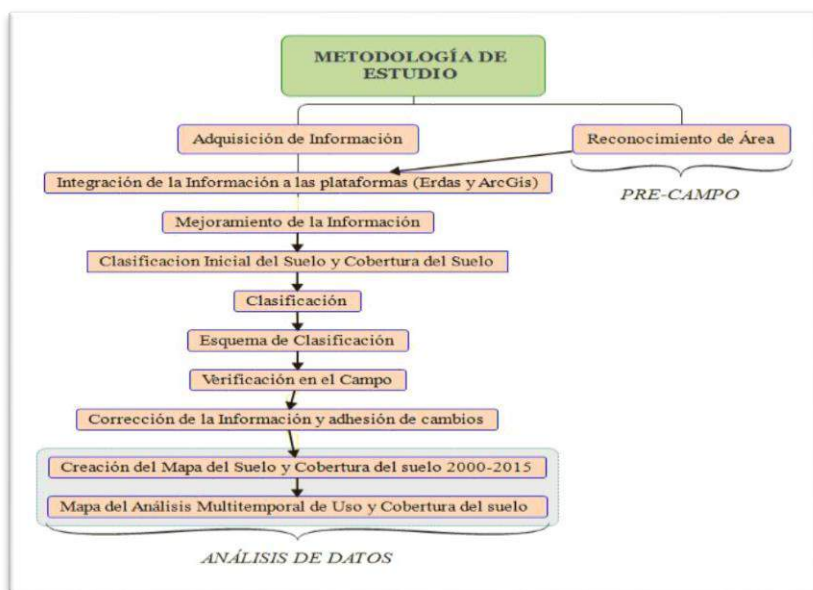 METODOLOGÍA DE
ESTUDIO
Adquisición de Información
Reconocimiento de Área
Integración de la Información a las plataformas (Erdas y ArcGis)
PRE-CAMPO
Mejoramiento de la Información
Clasificacion Inicial del Suelo y Cobertura del Suelo
Clasificación
Esquema de Clasificación
Verificación en el Campo
Corrección de la Información y adhesión de cambios
Creación del Mapa del Suelo y Cobertura del suelo 2000-2015
Mapa del Análisis Multitemporal de Uso y Cobertura del suelo
ANÁLISIS DE DATOS